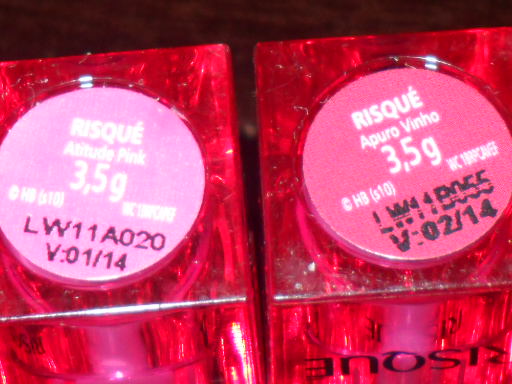 RISQUÉ
Atitude Pink
3,5g
© HB (s10)
LW11A020
V:01/14
RISQUÉ
Apuro Vinho
3,5g
© HB (s10)
LW11B055
V:02/14
RISQUÉ